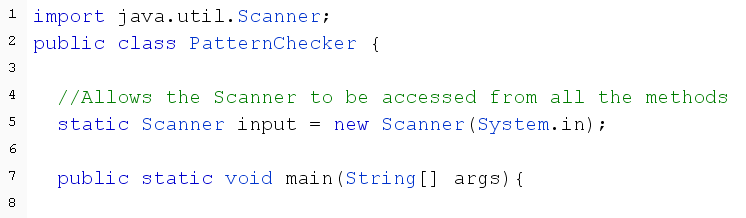 1 import java.util.Scanner;
2 public class PatternChecker {
3
4 //Allows the Scanner to be accessed from all the methods
5 static Scanner input = new Scanner(System.in);
6
7 public static void main(String[] args){
8